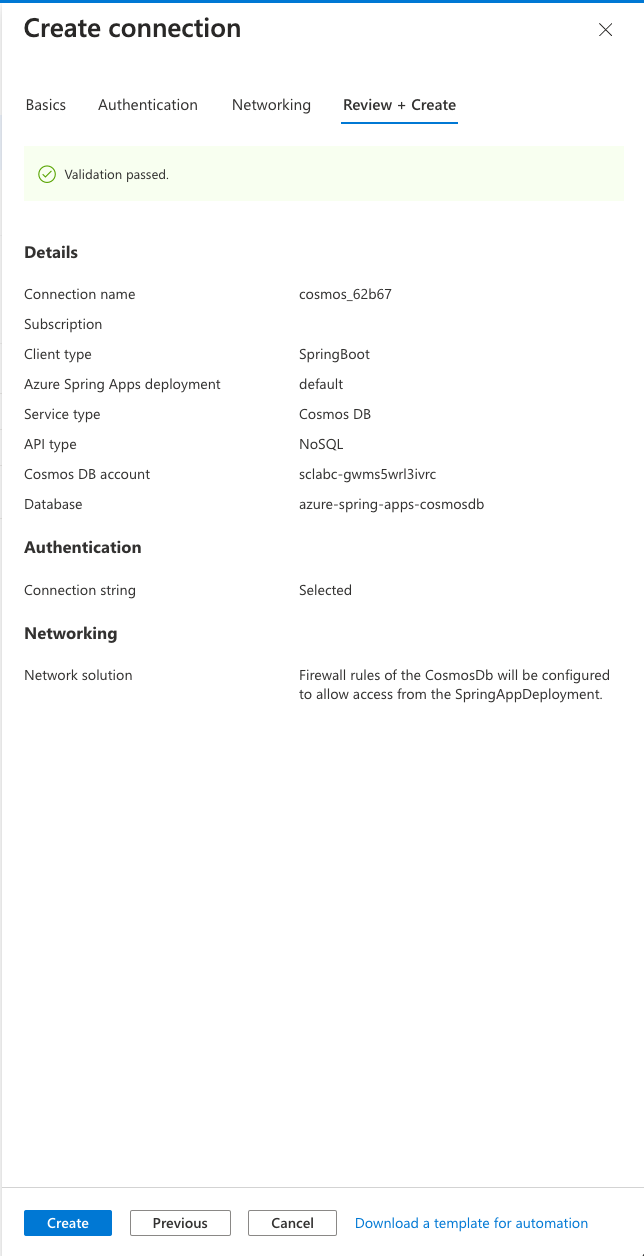 Create connection
Basics Authentication Networking Review + Create
Validation passed.
Details
Connection name cosmos_62b67
Subscription
Client type SpringBoot
Azure Spring Apps deployment default
Service type Cosmos DB
API type NoSQL
Cosmos DB account sclabc-gwms5wrl3ivrc
Database azure-spring-apps-cosmosdb
Authentication
Connection string Selected
Networking
Network solution Firewall rules of the CosmosDb will be configured
to allow access from the SpringAppDeployment.
Create Previous Cancel Download a template for automation